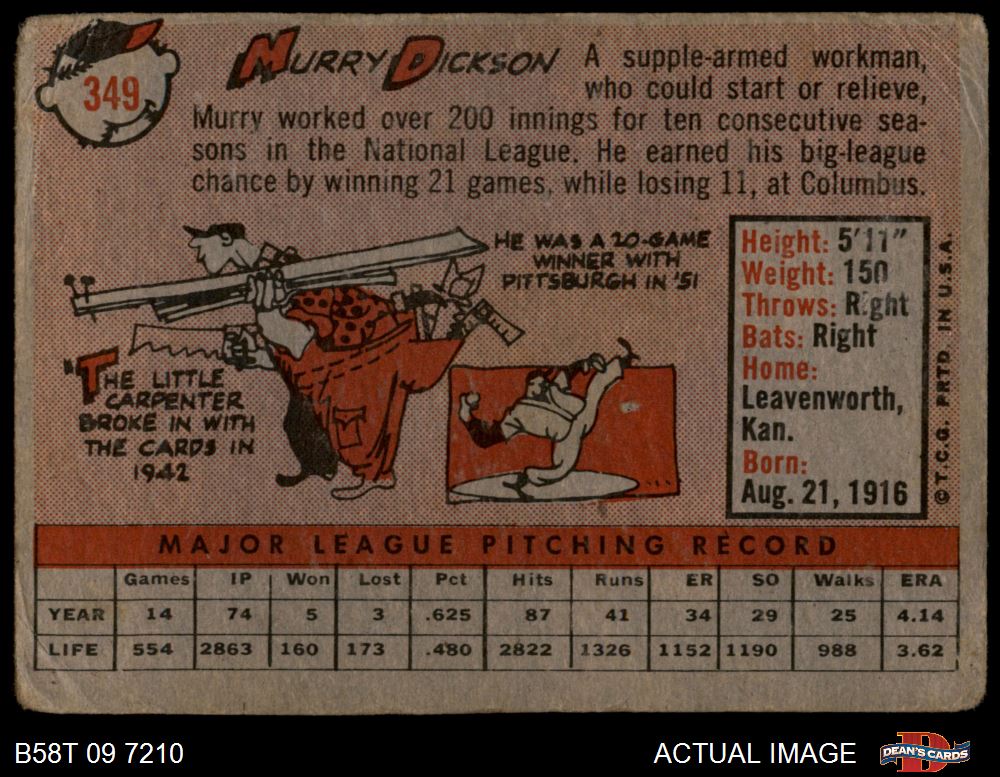 349
MURRY DICKSON
A supple-armed workman,
who could start or relieve,
Murry worked over 200 innings for ten consecutive sea-
sons in the National League. He earned his big-league
chance by winning 21 games, while losing 11, at Columbus.
HE WAS A 20-GAME
WINNER WITH
PITTSBURGH IN '51
"THE LITTLE
CARPENTER
BROKE IN WITH
THE CARDS IN
1942
Height: 5'11"
Weight: 150
Throws: Right
Bats: Right
Home:
Leavenworth,
Kan.
Born:
Aug. 21, 1916
© T.C.G. PRTD. IN U.S.A.
MAJOR LEAGUE PITCHING RECORD
Games IP Won Lost Pct Hits Runs ER SO Walks ERA
YEAR 14 74 5 3 .625 87 41 34 29 25 4.14
LIFE 554 2863 160 173 .480 2822 1326 1152 1190 988 3.62
B58T 09 7210
ACTUAL IMAGE
D
DEAN'S CARDS